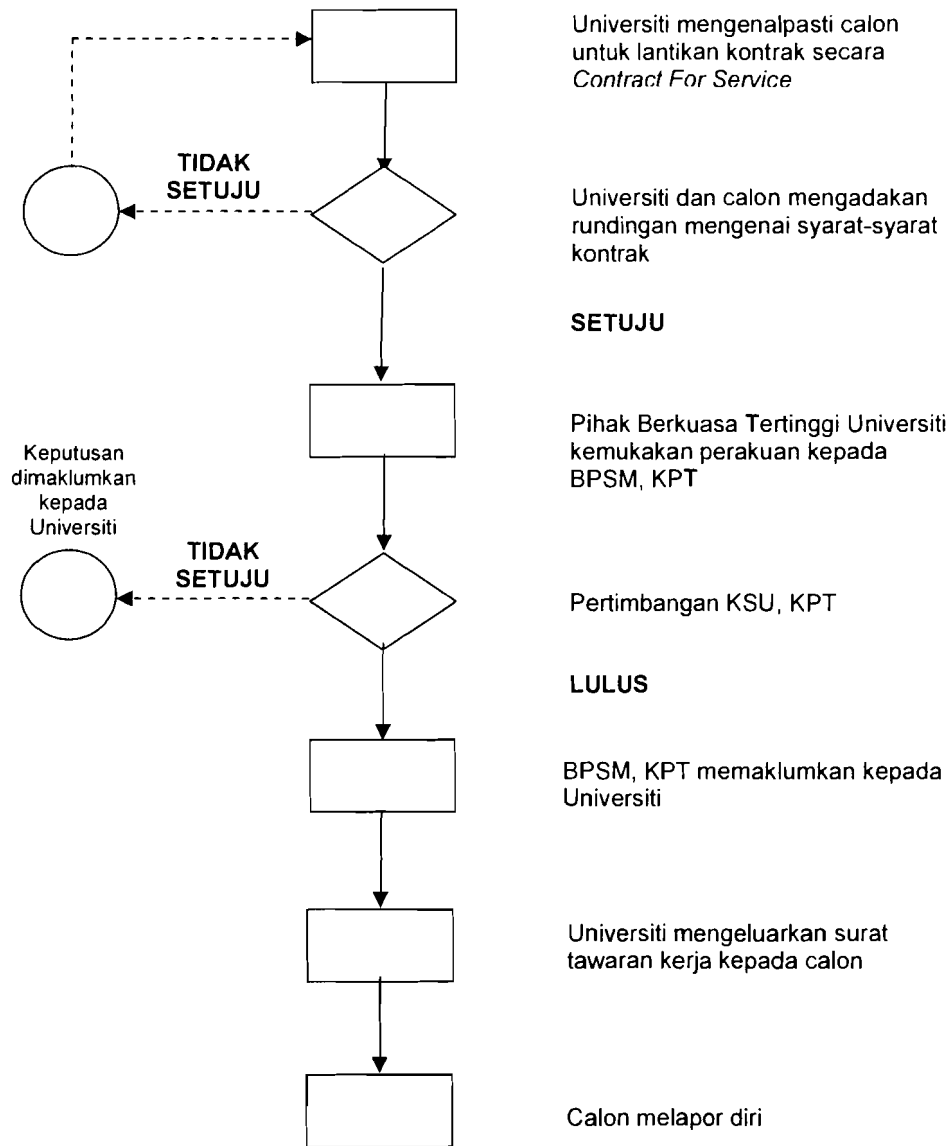 Universiti mengenalpasti calon
untuk lantikan kontrak secara
Contract For Service
TIDAK
SETUJU
Universiti dan calon mengadakan
rundingan mengenai syarat-syarat
kontrak
SETUJU
Pihak Berkuasa Tertinggi Universiti
kemukakan perakuan kepada
BPSM, KPT
Keputusan
dimaklumkan
kepada
Universiti
TIDAK
SETUJU
Pertimbangan KSU, KPT
LULUS
BPSM, KPT memaklumkan kepada
Universiti
Universiti mengeluarkan surat
tawaran kerja kepada calon
Calon melapor diri